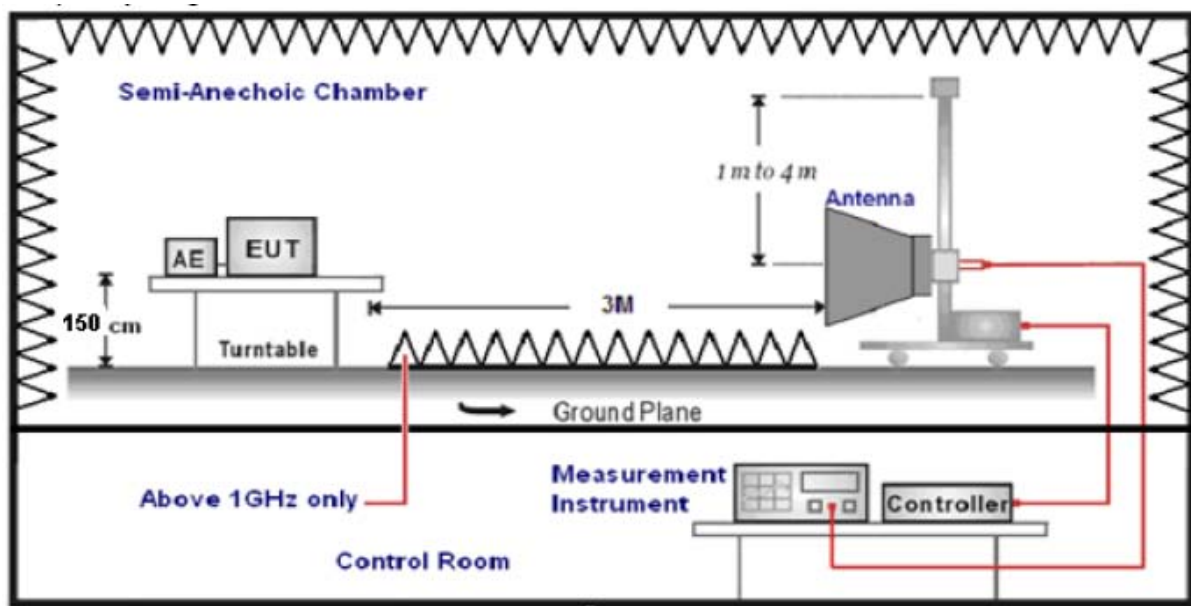 Semi-Anechoic Chamber
1 m to 4 m
Antenna
AE
EUT
3M
150 cm
Turntable
Ground Plane
Above 1GHz only
Measurement
Instrument
Controller
Control Room